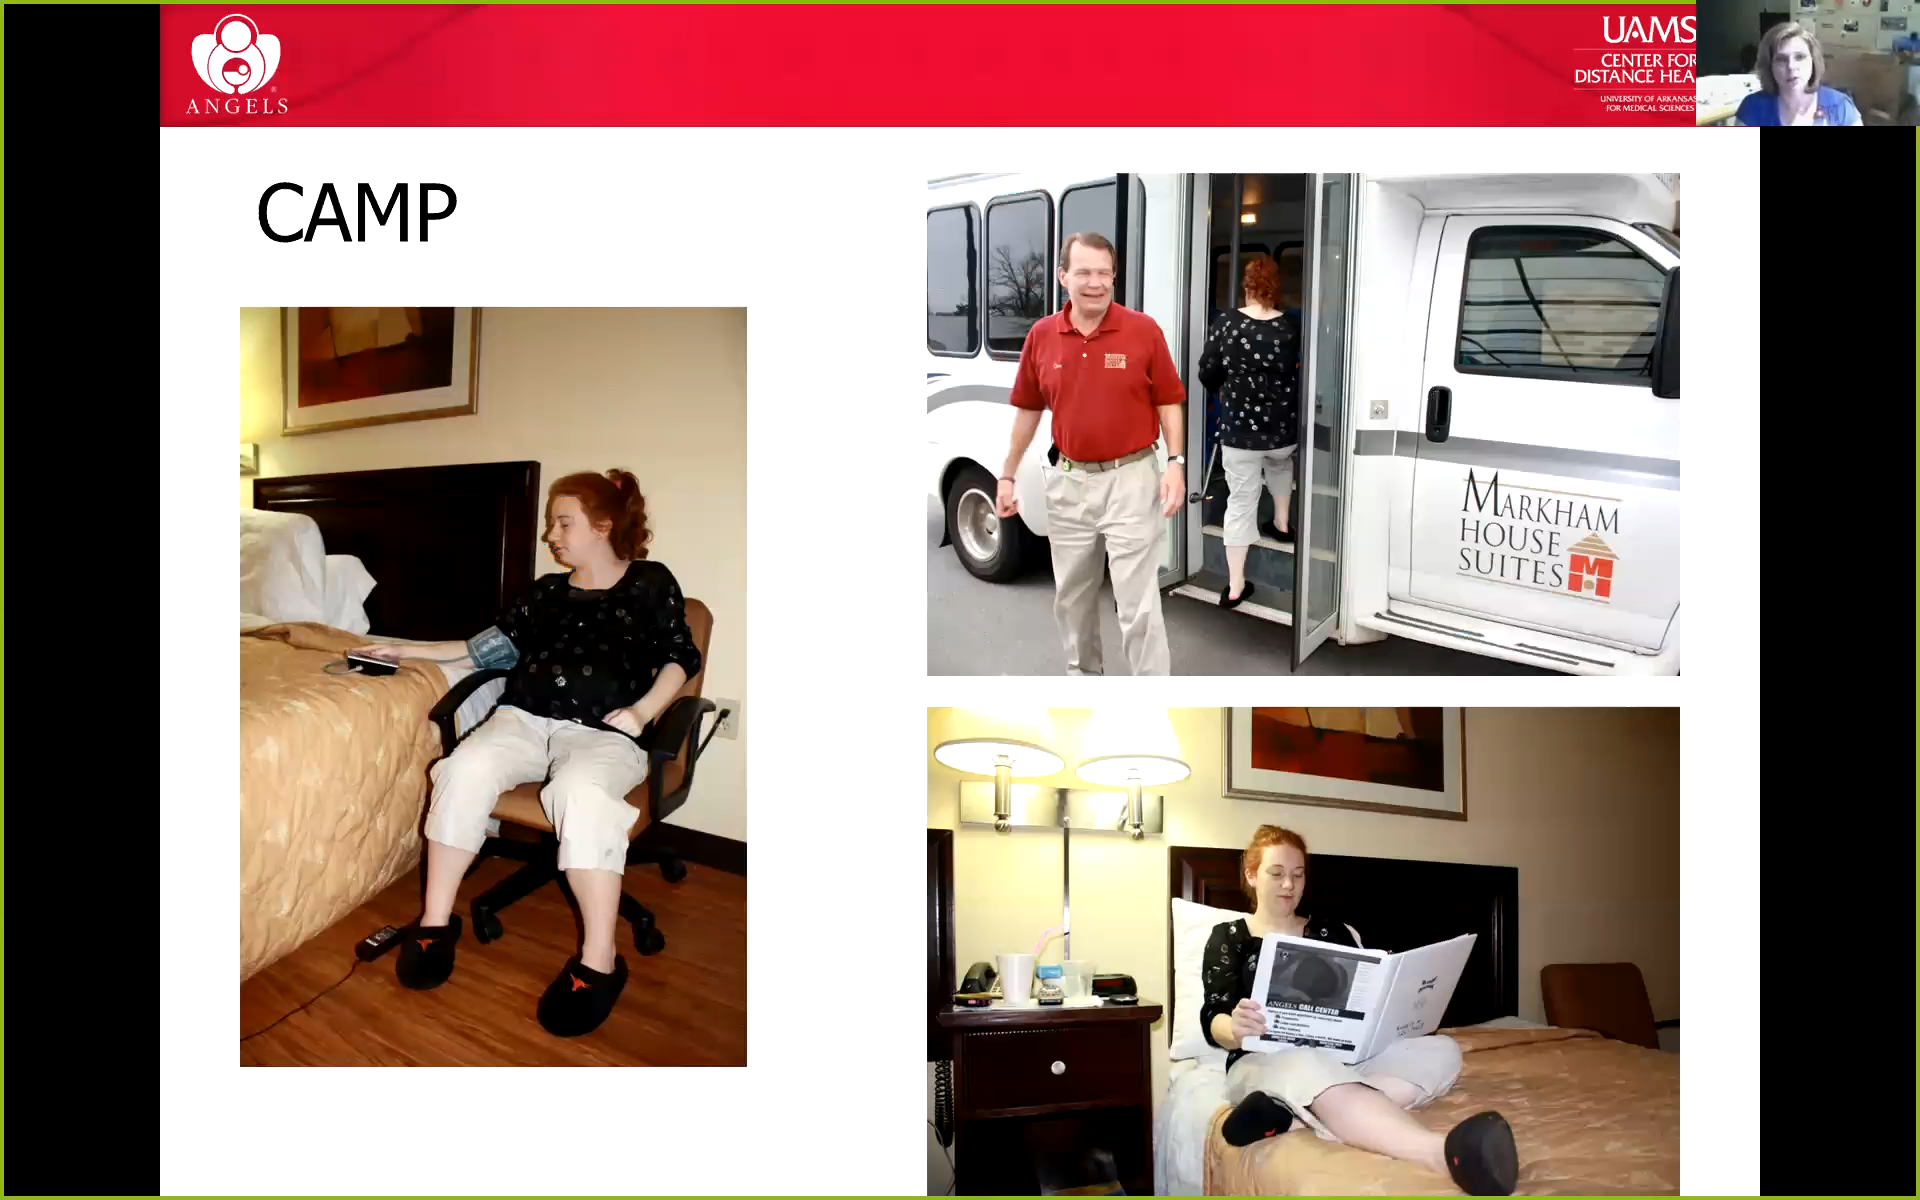 ANGELS
UAMS
CENTER FOR
DISTANCE HEA
UNIVERSITY OF ARKANSAS
FOR MEDICAL SCIENCES
CAMP
MARKHAM
HOUSE
SUITES
ANGELS CALL CENTER